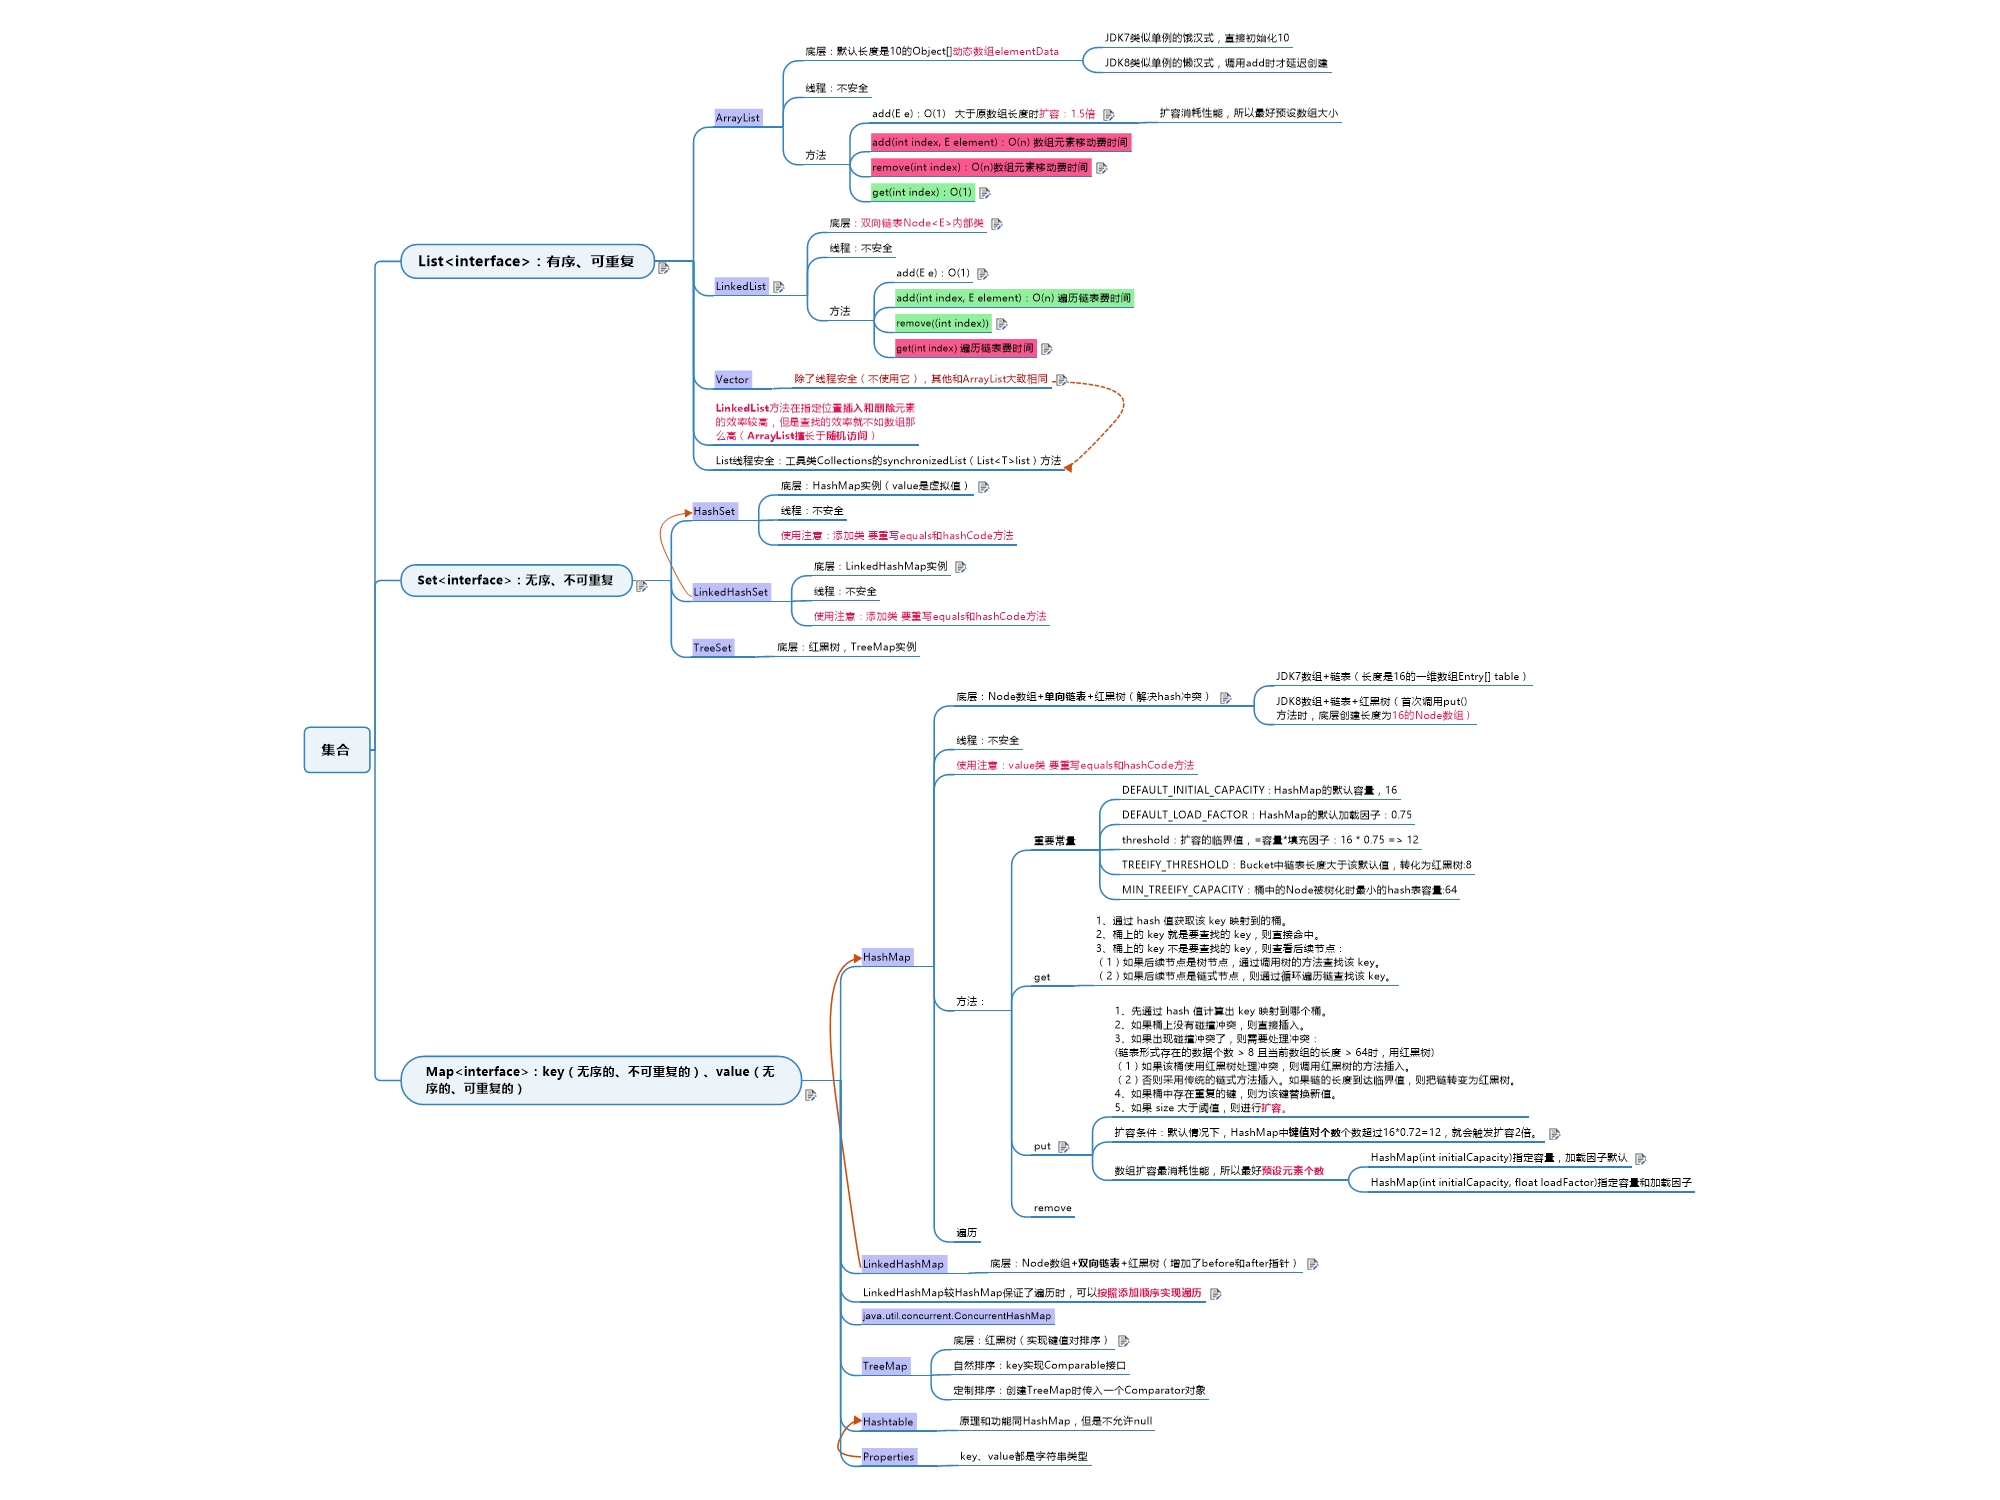 集合
List<interface>：有序、可重复
ArrayList
底层：默认长度是10的Object[]动态数组elementData
JDK7类似单例的饿汉式，直接初始化10
JDK8类似单例的懒汉式，调用add时才延迟创建
线程：不安全
方法
add(E e)：O(1)   大于原数组长度时扩容：1.5倍
扩容消耗性能，所以最好预设数组大小
add(int index, E element)：O(n) 数组元素移动费时间
remove(int index)：O(n)数组元素移动费时间
get(int index)：O(1)
LinkedList
底层：双向链表Node<E>内部类
线程：不安全
方法
add(E e)：O(1)
add(int index, E element)：O(n) 遍历链表费时间
remove((int index))
get(int index) 遍历链表费时间
Vector
除了线程安全（不使用它），其他和ArrayList大致相同
LinkedList方法在指定位置插入和删除元素
的效率较高，但是查找的效率就不如数组那
么高（ArrayList擅长于随机访问）
List线程安全：工具类Collections的synchronizedList（List<T>list）方法
Set<interface>：无序、不可重复
HashSet
底层：HashMap实例（value是虚拟值）
线程：不安全
使用注意：添加类 要重写equals和hashCode方法
LinkedHashSet
底层：LinkedHashMap实例
线程：不安全
使用注意：添加类 要重写equals和hashCode方法
TreeSet
底层：红黑树，TreeMap实例
Map<interface>：key（无序的、不可重复的）、value（无
序的、可重复的）
HashMap
底层：Node数组+单向链表+红黑树（解决hash冲突）
JDK7数组+链表（长度是16的一维数组Entry[] table）
JDK8数组+链表+红黑树（首次调用put()
方法时，底层创建长度为16的Node数组）
线程：不安全
使用注意：value类 要重写equals和hashCode方法
方法：
重要常量
DEFAULT_INITIAL_CAPACITY : HashMap的默认容量，16
DEFAULT_LOAD_FACTOR：HashMap的默认加载因子：0.75
threshold：扩容的临界值，=容量*填充因子：16 * 0.75 => 12
TREEIFY_THRESHOLD：Bucket中链表长度大于该默认值，转化为红黑树:8
MIN_TREEIFY_CAPACITY：桶中的Node被树化时最小的hash表容量:64
get
1、通过 hash 值获取该 key 映射到的桶。
2、桶上的 key 就是要查找的 key，则直接命中。
3、桶上的 key 不是要查找的 key，则查看后续节点：
（1）如果后续节点是树节点，通过调用树的方法查找该 key。
（2）如果后续节点是链式节点，则通过循环遍历链查找该 key。
put
1、先通过 hash 值计算出 key 映射到哪个桶。
2、如果桶上没有碰撞冲突，则直接插入。
3、如果出现碰撞冲突了，则需要处理冲突：
(链表形式存在的数据个数 > 8 且当前数组的长度 > 64时，用红黑树)
（1）如果该桶使用红黑树处理冲突，则调用红黑树的方法插入。
（2）否则采用传统的链式方法插入。如果链的长度到达临界值，则把链转变为红黑树。
4、如果桶中存在重复的键，则为该键替换新值。
5、如果 size 大于阈值，则进行扩容。
扩容条件：默认情况下，HashMap中键值对个数个数超过16*0.72=12，就会触发扩容2倍。
数组扩容最消耗性能，所以最好预设元素个数
HashMap(int initialCapacity)指定容量，加载因子默认
HashMap(int initialCapacity, float loadFactor)指定容量和加载因子
remove
遍历
LinkedHashMap
底层：Node数组+双向链表+红黑树（增加了before和after指针）
LinkedHashMap较HashMap保证了遍历时，可以按照添加顺序实现遍历
java.util.concurrent.ConcurrentHashMap
TreeMap
底层：红黑树（实现键值对排序）
自然排序：key实现Comparable接口
定制排序：创建TreeMap时传入一个Comparator对象
Hashtable
原理和功能同HashMap，但是不允许null
Properties
key、value都是字符串类型